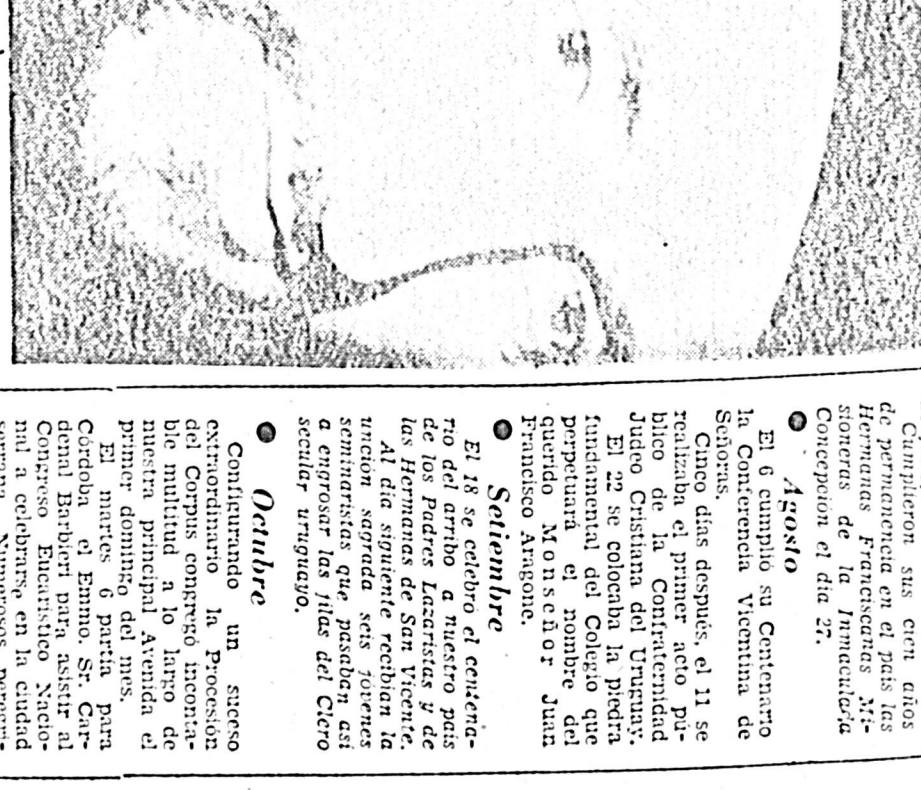 Cumplieron sus cien años
de permanencia en el país las
Hermanas Franciscanas Mi-
sioneras de la Inmaculada
Concepción el día 27.
Agosto
El 6 cumplió su Centenario
la Conferencia Vicentina de
Señoras.
Cinco días después, el 11 se
realizaba el primer acto pú-
blico de la Confraternidad
Judeo Cristiana del Uruguay.
El 22 se colocaba la piedra
fundamental del Colegio que
perpetuará el nombre del
querido Monseñor Juan
Francisco Aragone.
Setiembre
El 18 se celebró el centena-
rio del arribo a nuestro país
de los Padres Lazaristas y de
las Hermanas de San Vicente.
Al día siguiente recibían la
unción sagrada seis jóvenes
seminaristas que pasaban así
a engrosar las filas del Clero
secular uruguayo.
Octubre
Configurando un suceso
extraordinario la Procesión
del Corpus congregó inconta-
ble multitud a lo largo de
nuestra principal Avenida el
primer domingo del mes.
El martes 6 partía para
Córdoba el Emmo. Sr. Car-
denal Barbieri para asistir al
Congreso Eucarístico Nacio-
nal a celebrarse en la ciudad
serrana. Numerosos peregri-